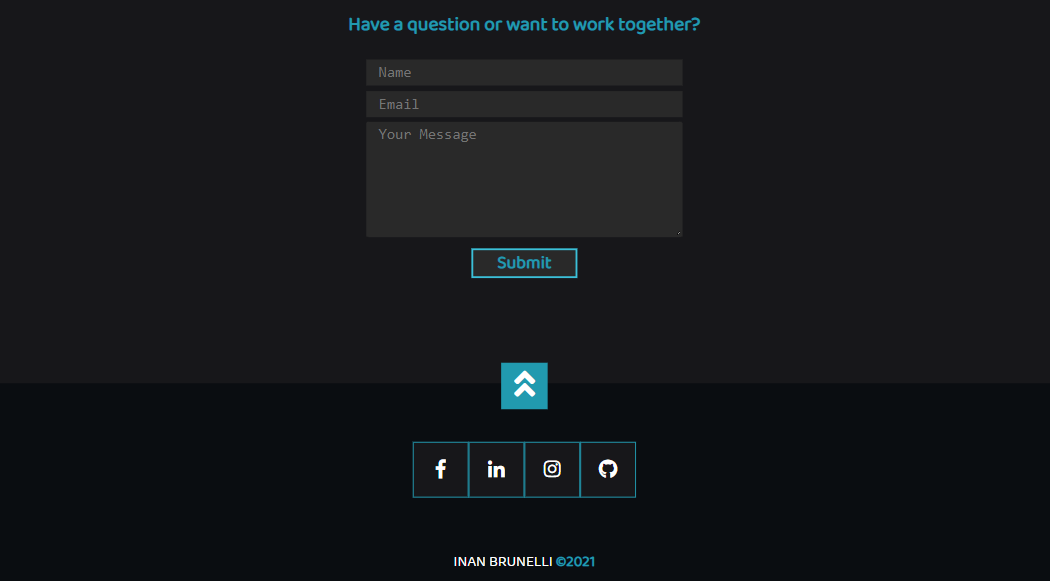 Have a question or want to work together?
Name
Email
Your Message
Submit
INAN BRUNELLI ©2021